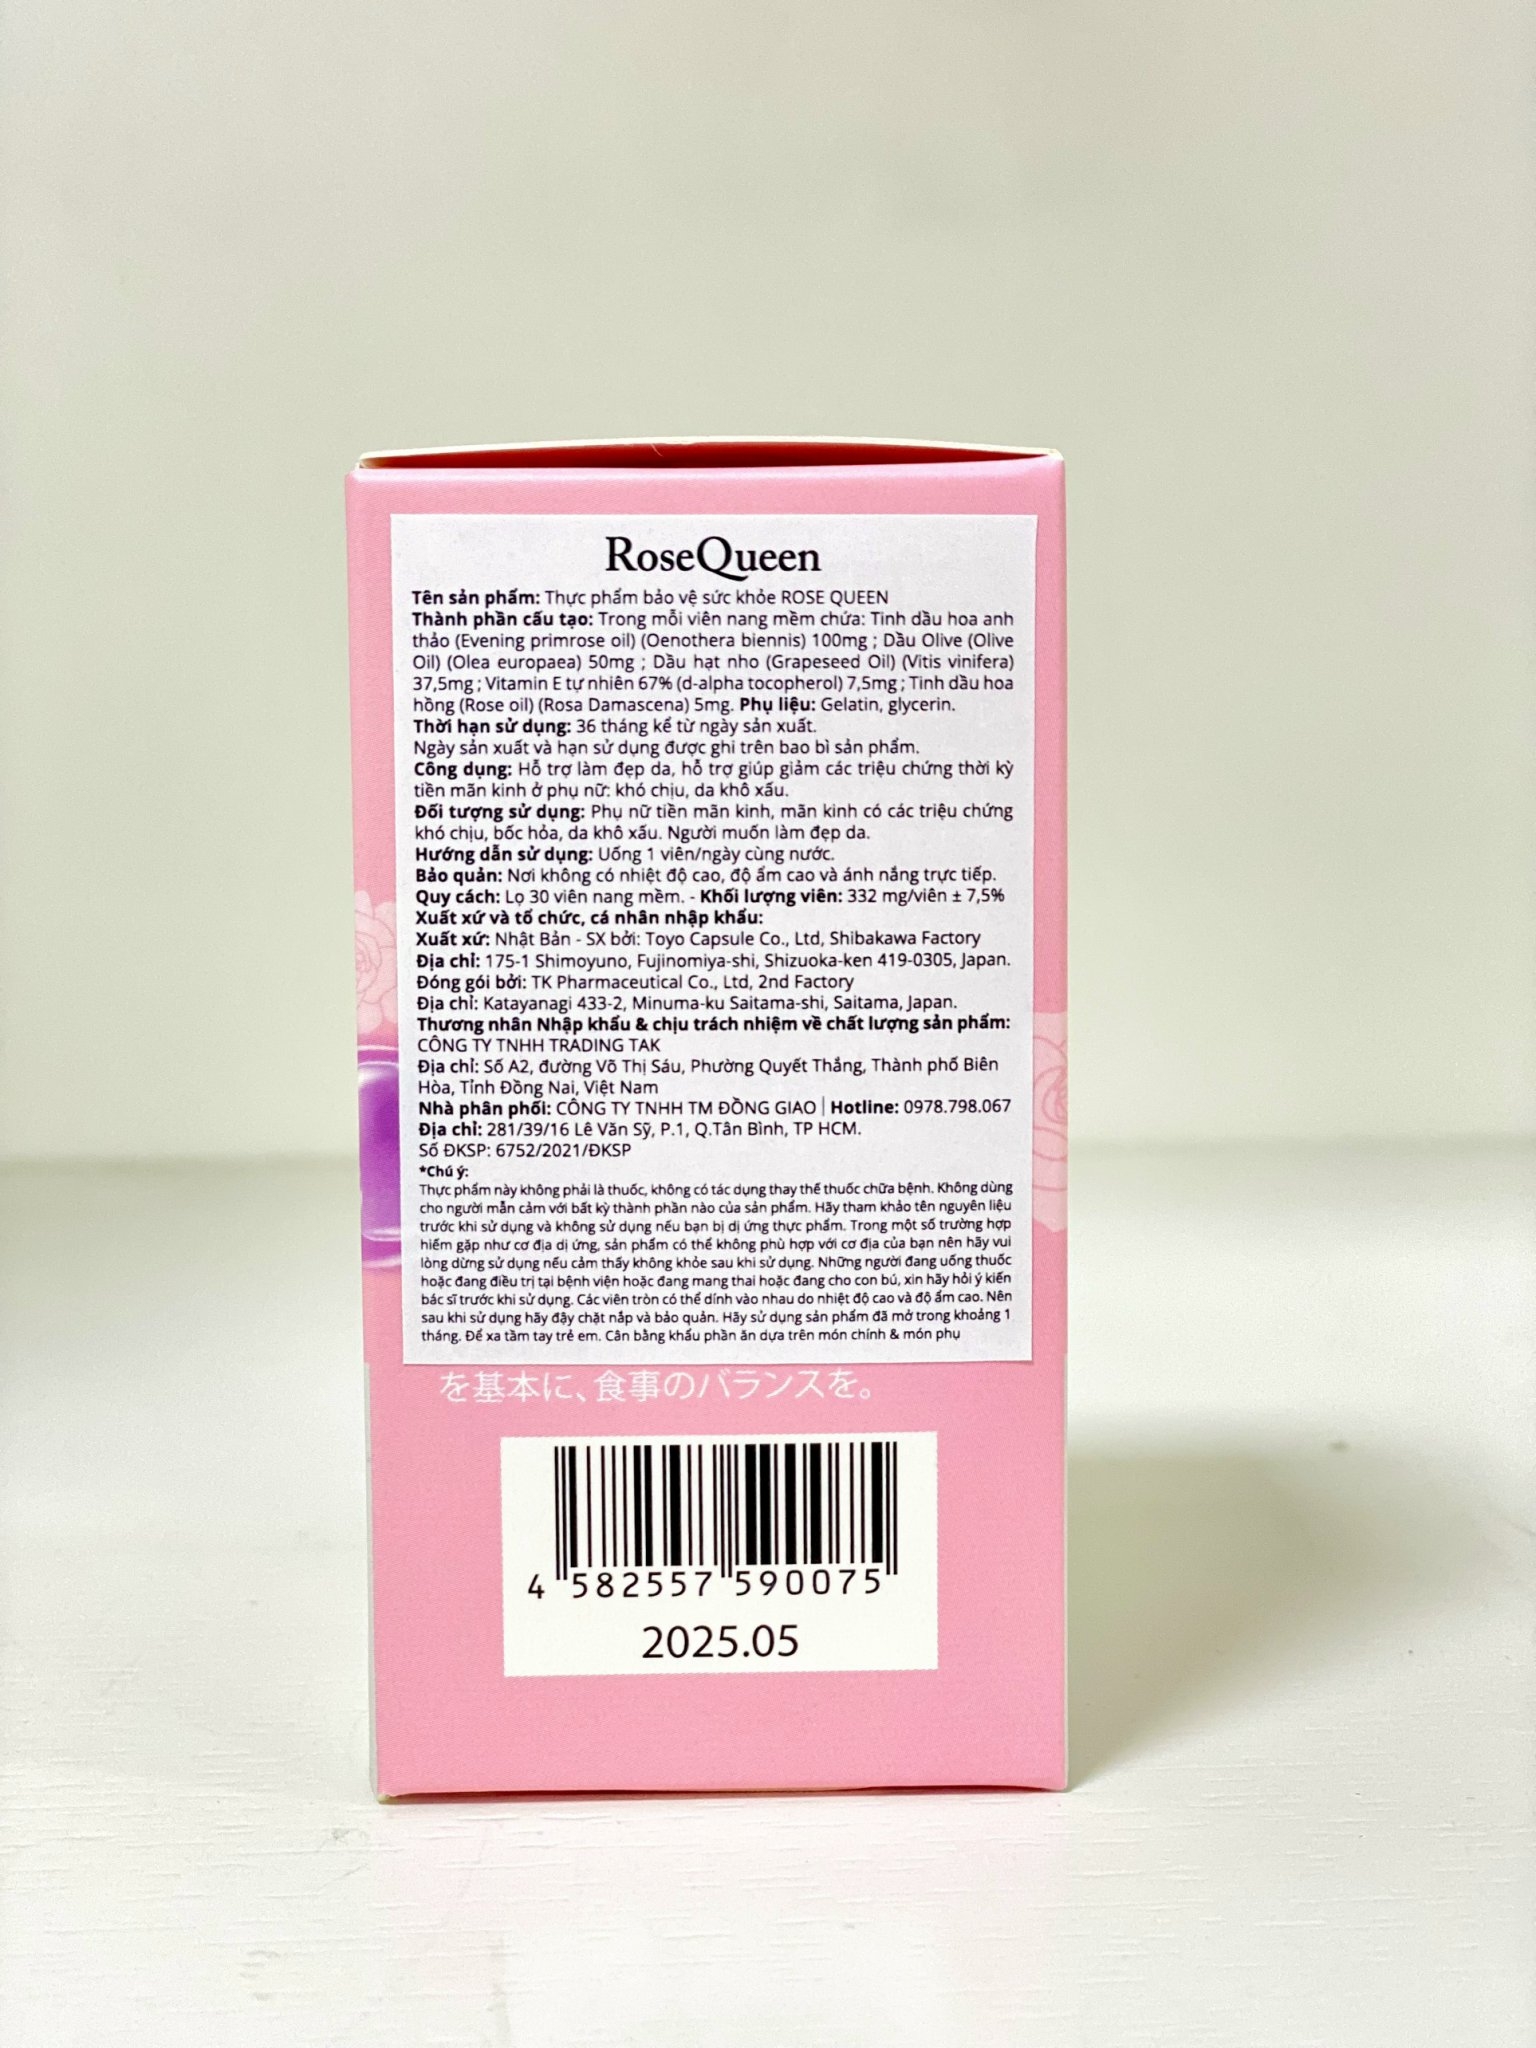 RoseQueen
Tên sản phẩm: Thực phẩm bảo vệ sức khỏe ROSE QUEEN
Thành phần cấu tạo: Trong mỗi viên nang mềm chứa: Tinh dầu hoa anh
thảo (Evening primrose oil) (Oenothera biennis) 100mg ; Dầu Olive (Olive
Oil) (Olea europaea) 50mg ; Dầu hạt nho (Grapeseed Oil) (Vitis vinifera)
37,5mg ; Vitamin E tự nhiên 67% (d-alpha tocopherol) 7,5mg ; Tinh dầu hoa
hồng (Rose oil) (Rosa Damascena) 5mg. Phụ liệu: Gelatin, glycerin.
Thời hạn sử dụng: 36 tháng kể từ ngày sản xuất.
Ngày sản xuất và hạn sử dụng được ghi trên bao bì sản phẩm.
Công dụng: Hỗ trợ làm đẹp da, hỗ trợ giúp giảm các triệu chứng thời kỳ
tiền mãn kinh ở phụ nữ: khó chịu, da khô xấu.
Đối tượng sử dụng: Phụ nữ tiền mãn kinh, mãn kinh có các triệu chứng
khó chịu, bốc hỏa, da khô xấu. Người muốn làm đẹp da.
Hướng dẫn sử dụng: Uống 1 viên/ngày cùng nước.
Bảo quản: Nơi không có nhiệt độ cao, độ ẩm cao và ánh nắng trực tiếp.
Quy cách: Lọ 30 viên nang mềm. - Khối lượng viên: 332 mg/viên ± 7,5%
Xuất xứ và tổ chức, cá nhân nhập khẩu:
Xuất xứ: Nhật Bản - SX bởi: Toyo Capsule Co., Ltd, Shibakawa Factory
Địa chỉ: 175-1 Shimoyuno, Fujinomiya-shi, Shizuoka-ken 419-0305, Japan.
Đóng gói bởi: TK Pharmaceutical Co., Ltd, 2nd Factory
Địa chỉ: Katayanagi 433-2, Minuma-ku Saitama-shi, Saitama, Japan.
Thương nhân Nhập khẩu & chịu trách nhiệm về chất lượng sản phẩm:
CÔNG TY TNHH TRADING TAK
Địa chỉ: Số A2, đường Võ Thị Sáu, Phường Quyết Thắng, Thành phố Biên
Hòa, Tỉnh Đồng Nai, Việt Nam
Nhà phân phối: CÔNG TY TNHH TM ĐỒNG GIAO | Hotline: 0978.798.067
Địa chỉ: 281/39/16 Lê Văn Sỹ, P.1, Q.Tân Bình, TP HCM.
Số ĐKSP: 6752/2021/ĐKSP
*Chú ý:
Thực phẩm này không phải là thuốc, không có tác dụng thay thế thuốc chữa bệnh. Không dùng
cho người mẫn cảm với bất kỳ thành phần nào của sản phẩm. Hãy tham khảo tên nguyên liệu
trước khi sử dụng và không sử dụng nếu bạn bị dị ứng thực phẩm. Trong một số trường hợp
hiếm gặp như cơ địa dị ứng, sản phẩm có thể không phù hợp với cơ địa của bạn nên hãy vui
lòng dừng sử dụng nếu cảm thấy không khỏe sau khi sử dụng. Những người đang uống thuốc
hoặc đang điều trị tại bệnh viện hoặc đang mang thai hoặc đang cho con bú, xin hãy hỏi ý kiến
bác sĩ trước khi sử dụng. Các viên tròn có thể dính vào nhau do nhiệt độ cao và độ ẩm cao. Nên
sau khi sử dụng hãy đậy chặt nắp và bảo quản. Hãy sử dụng sản phẩm đã mở trong khoảng 1
tháng. Để xa tầm tay trẻ em. Cân bằng khẩu phần ăn dựa trên món chính & món phụ
を基本に、食事のバランスを。
4 582557 590075
2025.05